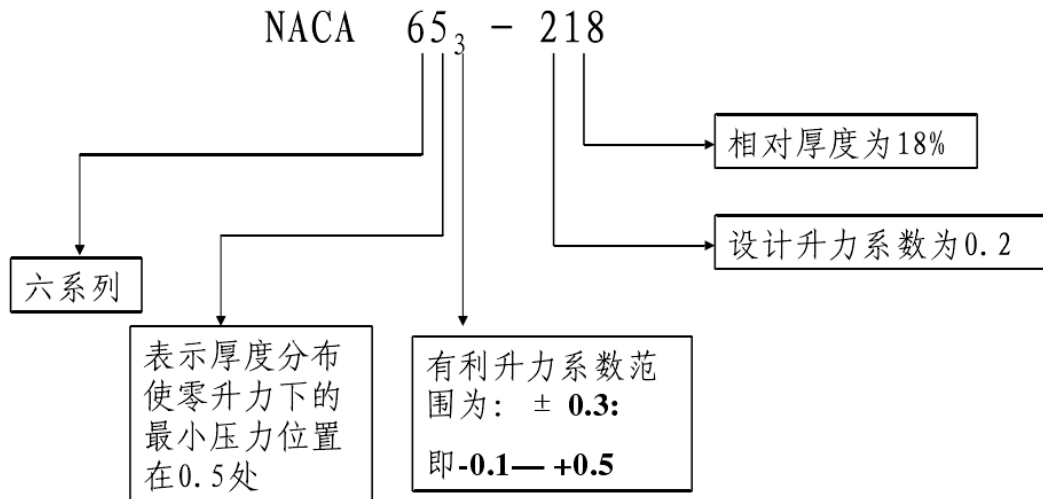 NACA 65₃ - 218
相对厚度为18%
设计升力系数为0.2
六系列
表示厚度分布
使零升力下的
最小压力位置
在0.5处
有利升力系数范
围为: ± 0.3:
即-0.1— +0.5